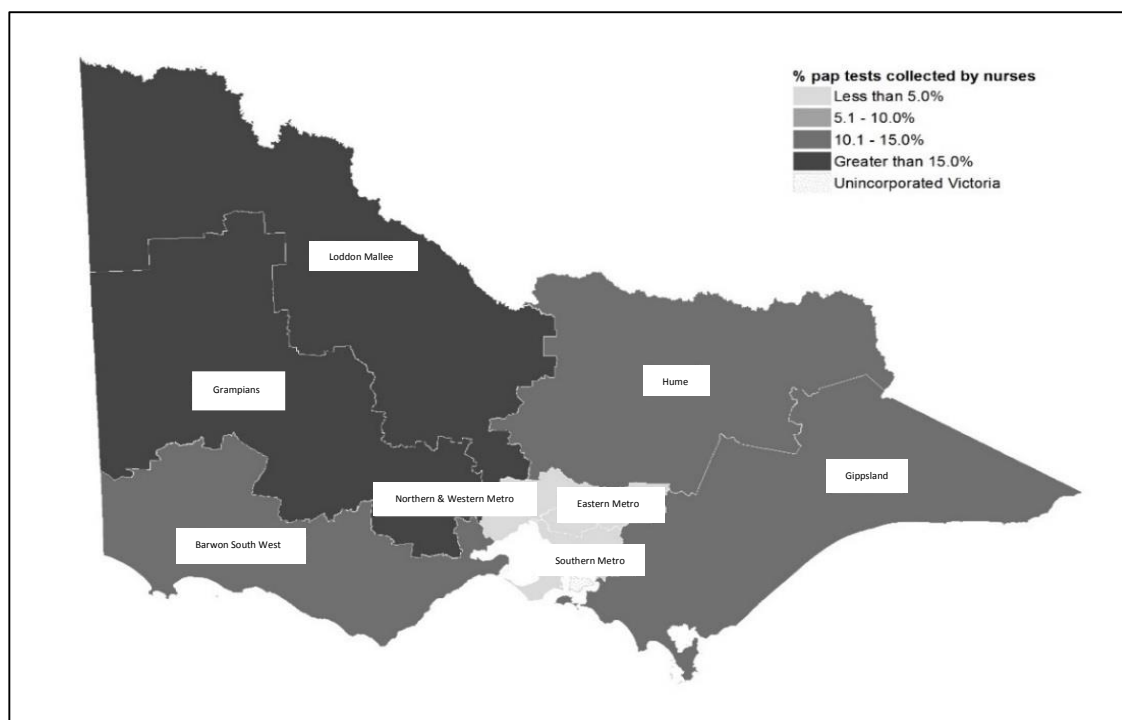 % pap tests collected by nurses
Less than 5.0%
5.1 - 10.0%
10.1 - 15.0%
Greater than 15.0%
Unincorporated Victoria
Loddon Mallee
Grampians
Hume
Gippsland
Northern & Western Metro
Eastern Metro
Barwon South West
Southern Metro